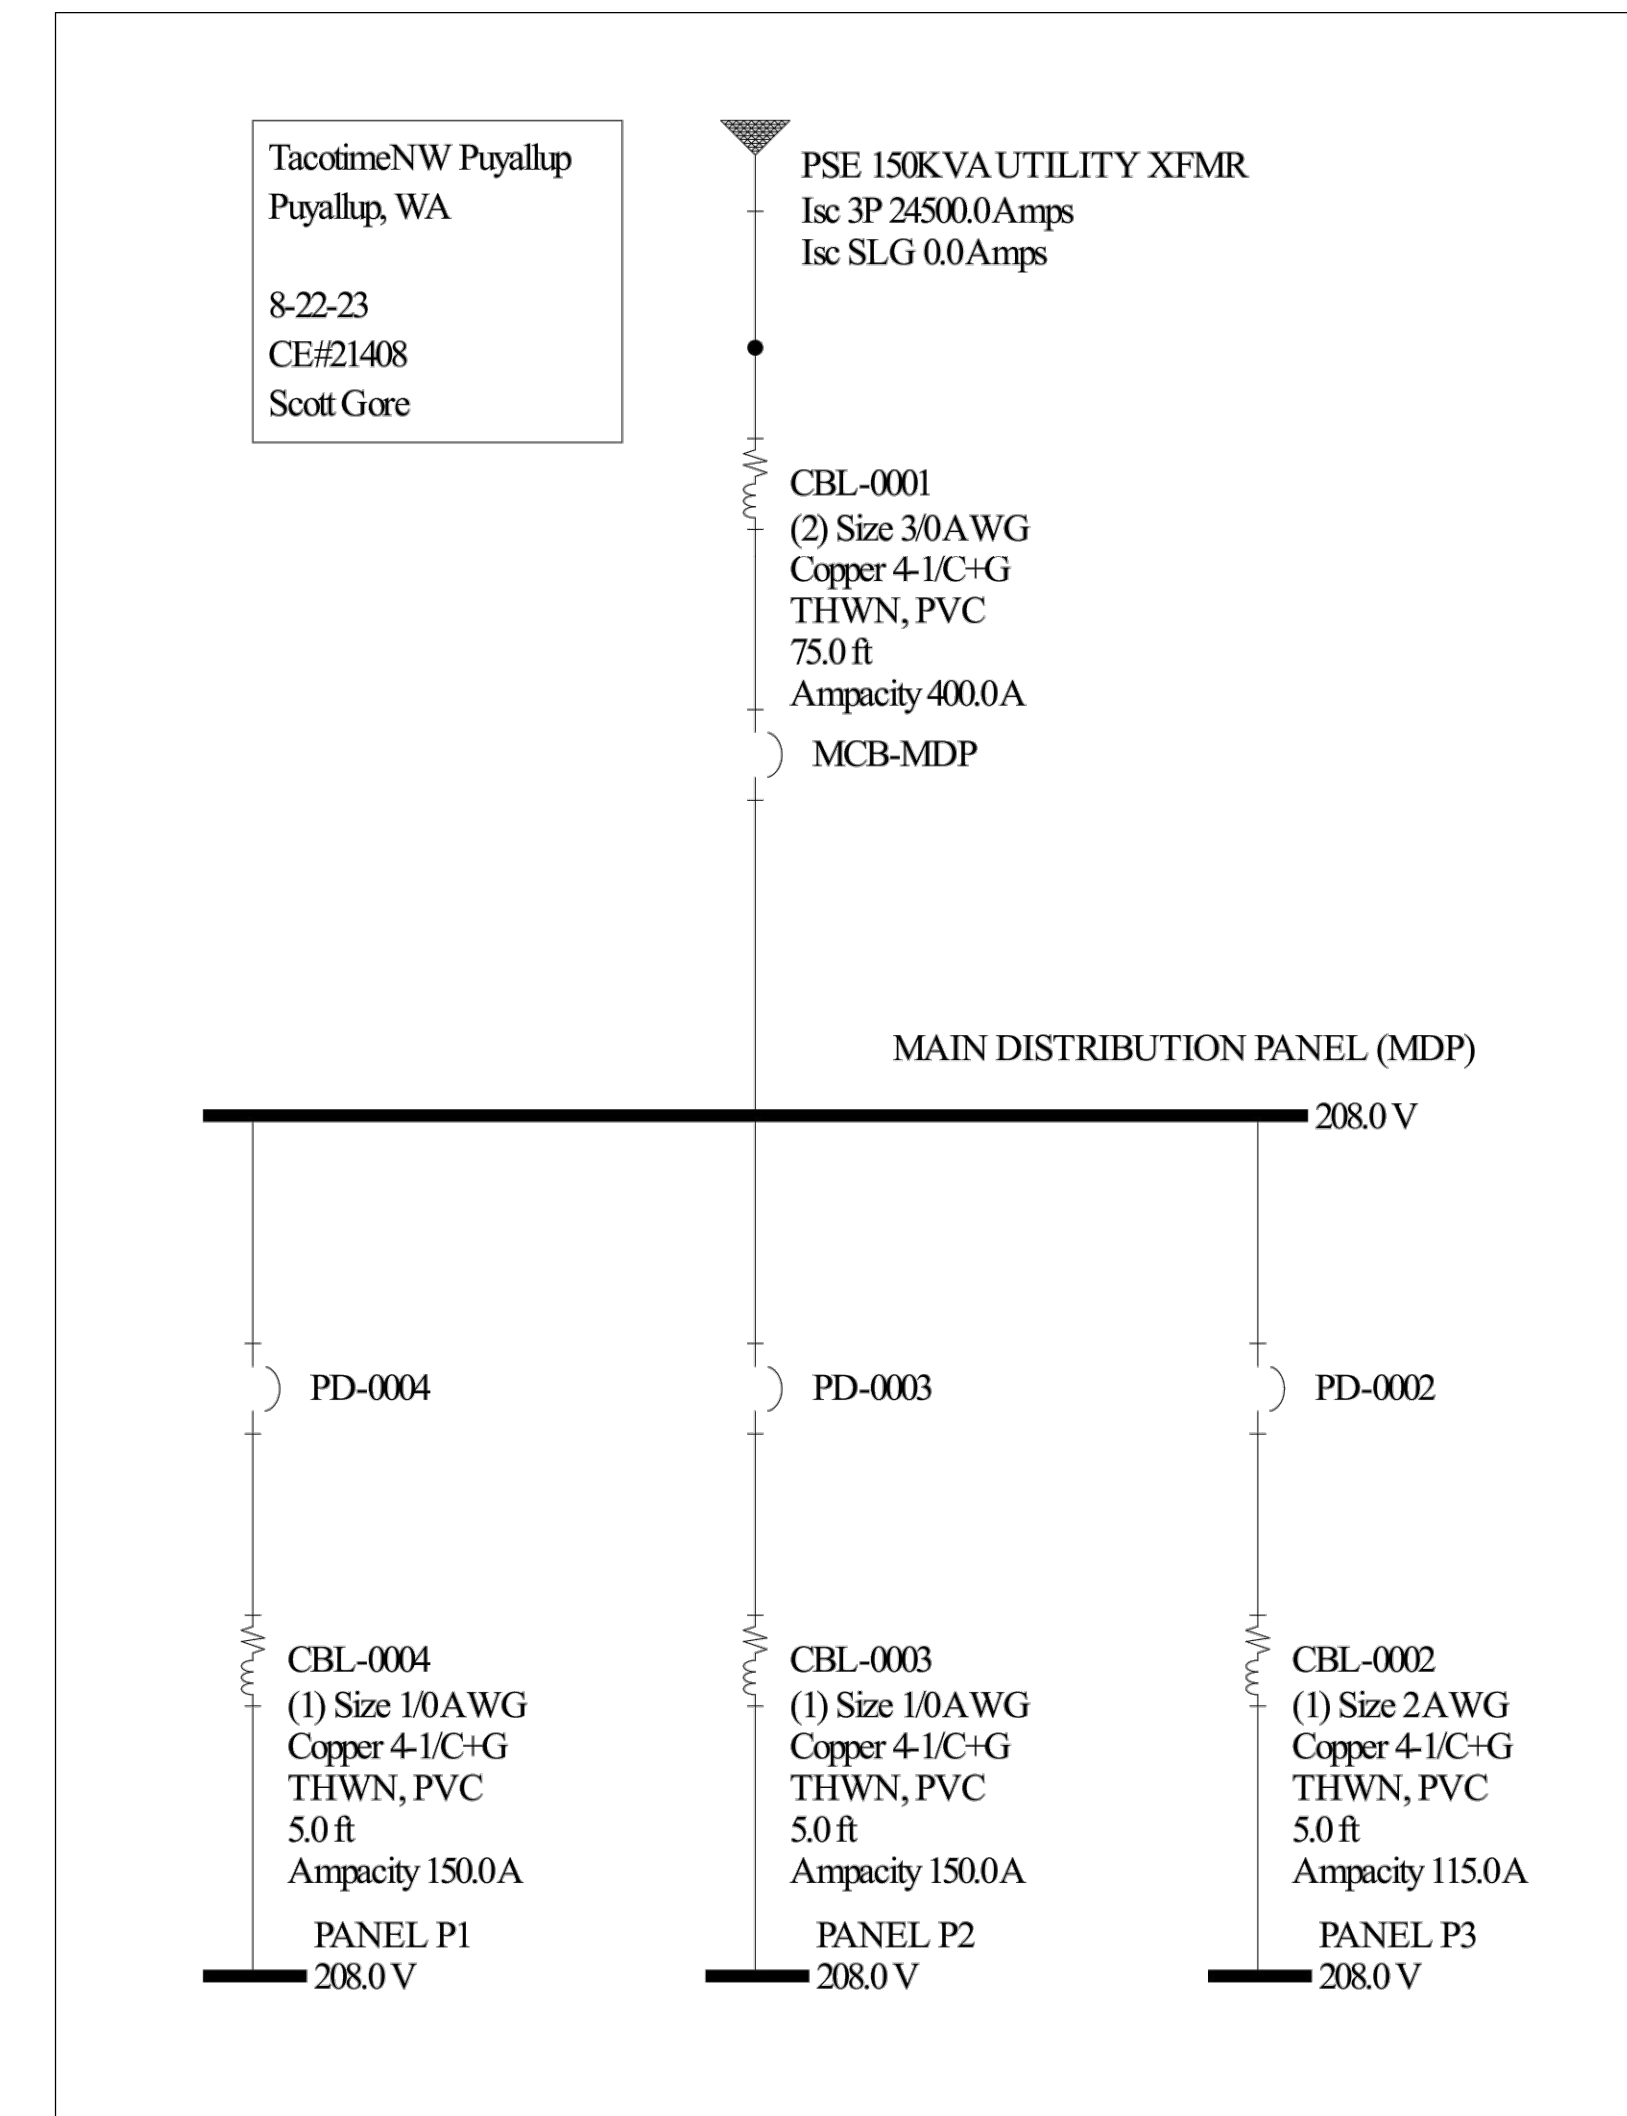 TacotimeNW Puyallup
Puyallup, WA
8-22-23
CE#21408
Scott Gore
PSE 150KVA UTILITY XFMR
Isc 3P 24500.0 Amps
Isc SLG 0.0 Amps
CBL-0001
(2) Size 3/0 AWG
Copper 4-1/C+G
THWN, PVC
75.0 ft
Ampacity 400.0 A
MCB-MDP
MAIN DISTRIBUTION PANEL (MDP)
208.0 V
PD-0004
PD-0003
PD-0002
CBL-0004
(1) Size 1/0 AWG
Copper 4-1/C+G
THWN, PVC
5.0 ft
Ampacity 150.0 A
PANEL P1
208.0 V
CBL-0003
(1) Size 1/0 AWG
Copper 4-1/C+G
THWN, PVC
5.0 ft
Ampacity 150.0 A
PANEL P2
208.0 V
CBL-0002
(1) Size 2 AWG
Copper 4-1/C+G
THWN, PVC
5.0 ft
Ampacity 115.0 A
PANEL P3
208.0 V